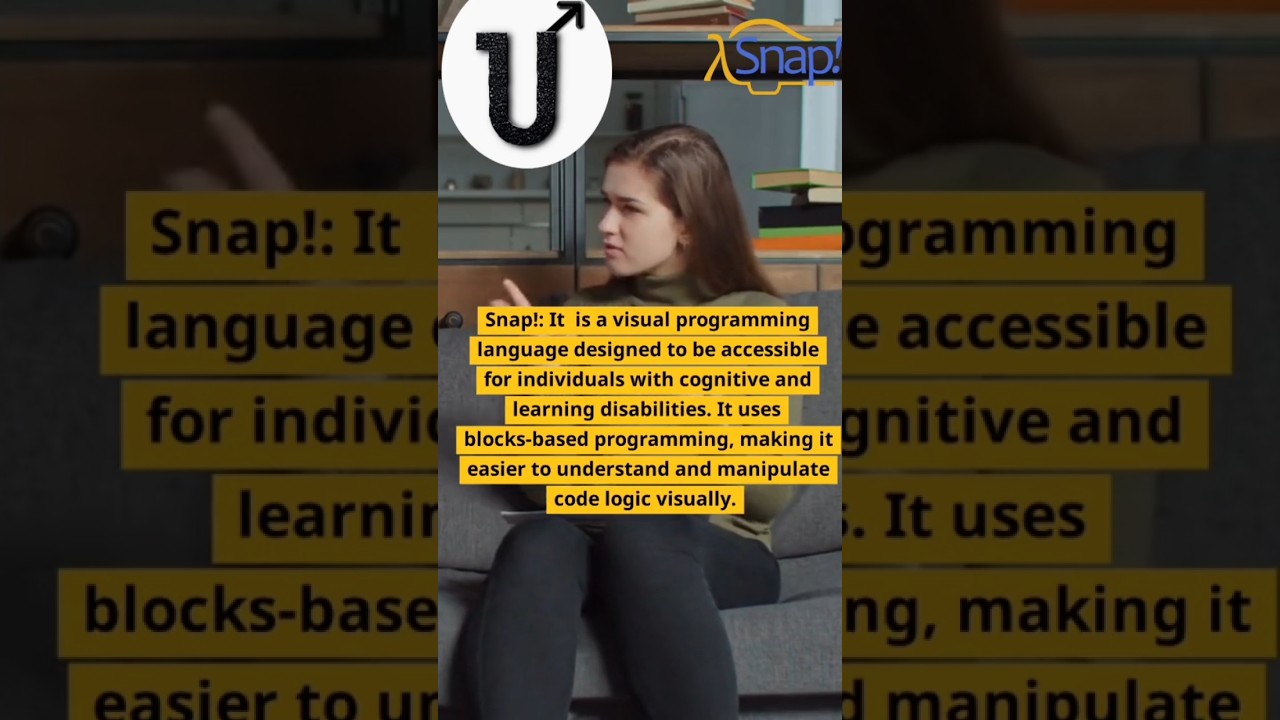 U
λSnap!
Snap!: It  is a visual programming
language designed to be accessible
for individuals with cognitive and
learning disabilities. It uses
blocks-based programming, making it
easier to understand and manipulate
code logic visually.